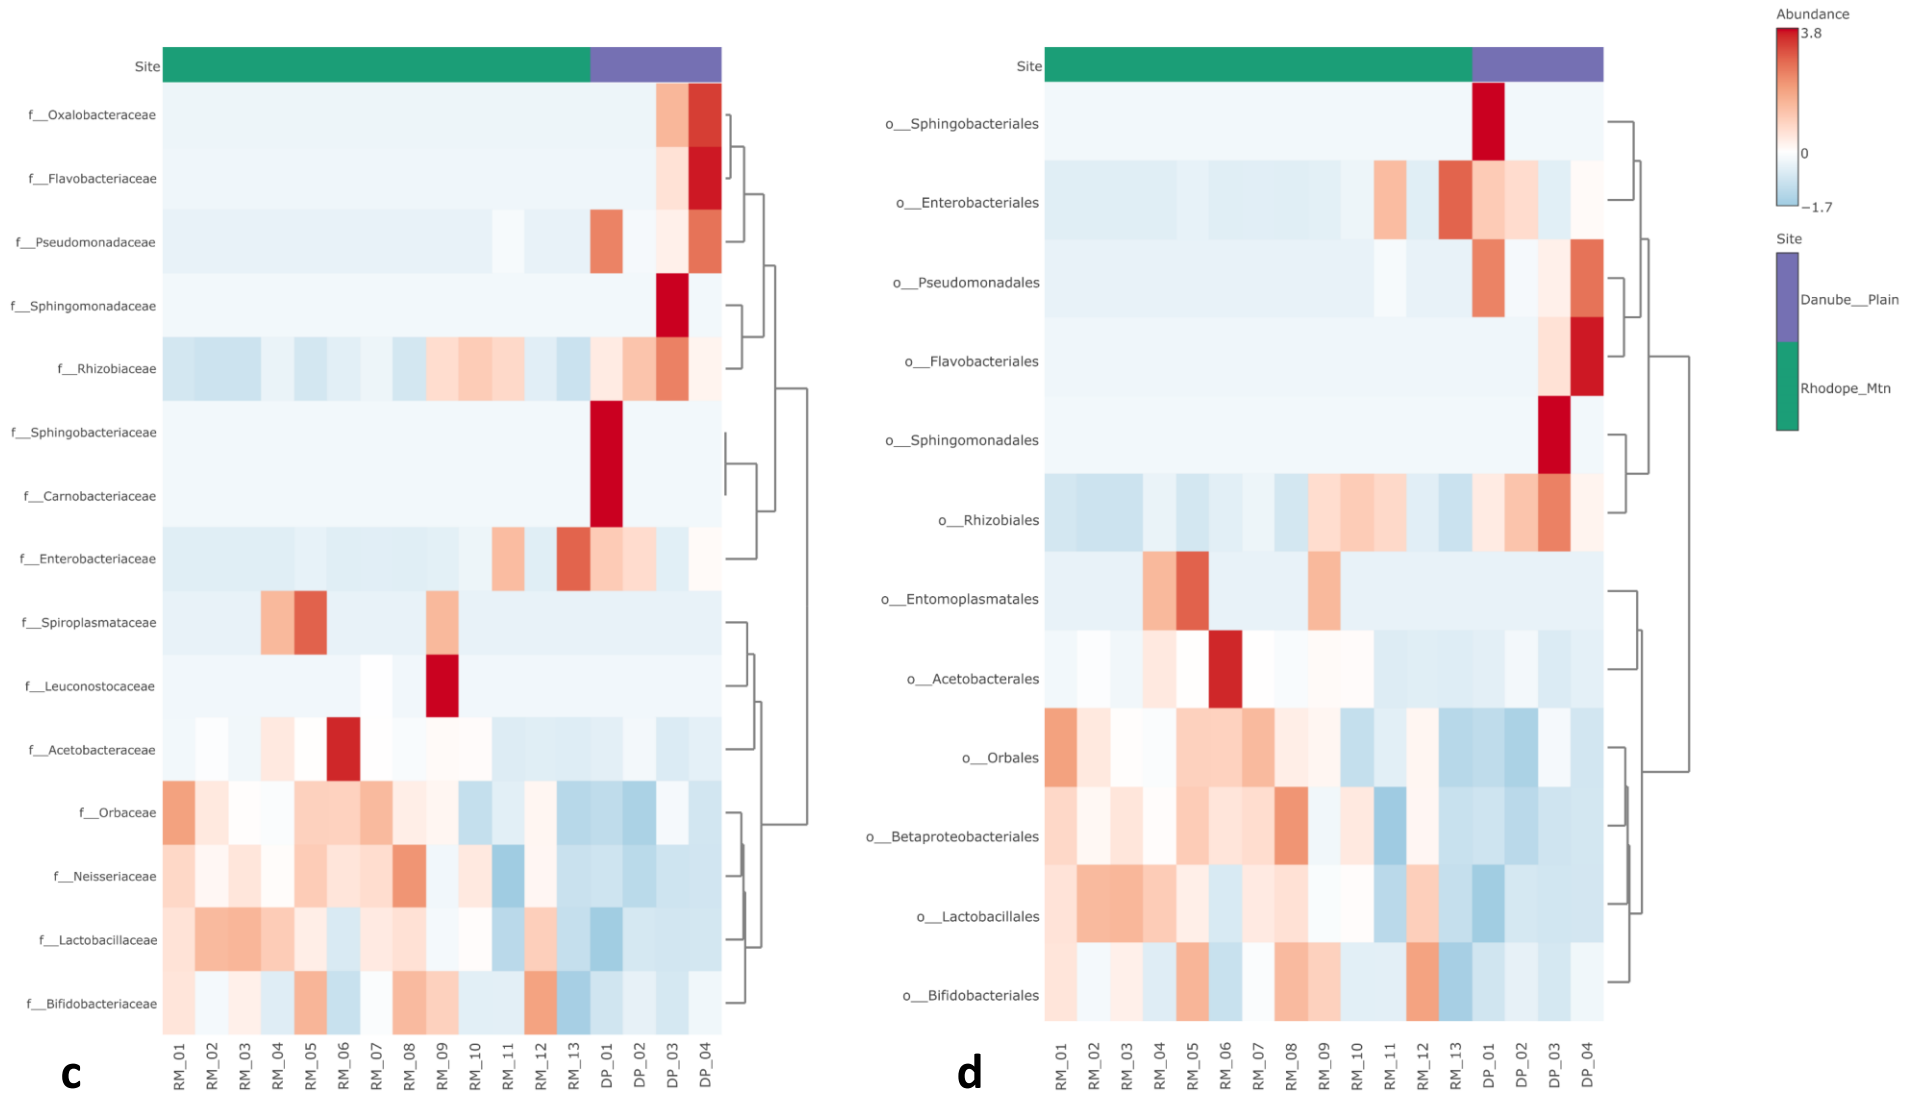 Site
f__Oxalobacteraceae
f__Flavobacteriaceae
f__Pseudomonadaceae
f__Sphingomonadaceae
f__Rhizobiaceae
f__Sphingobacteriaceae
f__Carnobacteriaceae
f__Enterobacteriaceae
f__Spiroplasmataceae
f__Leuconostocaceae
f__Acetobacteraceae
f__Orbaceae
f__Neisseriaceae
f__Lactobacillaceae
f__Bifidobacteriaceae
RM_01 RM_02 RM_03 RM_04 RM_05 RM_06 RM_07 RM_08 RM_09 RM_10 RM_11 RM_12 RM_13 DP_01 DP_02 DP_03 DP_04
c
Site
o__Sphingobacteriales
o__Enterobacteriales
o__Pseudomonadales
o__Flavobacteriales
o__Sphingomonadales
o__Rhizobiales
o__Entomoplasmatales
o__Acetobacterales
o__Orbales
o__Betaproteobacteriales
o__Lactobacillales
o__Bifidobacteriales
RM_01 RM_02 RM_03 RM_04 RM_05 RM_06 RM_07 RM_08 RM_09 RM_10 RM_11 RM_12 RM_13 DP_01 DP_02 DP_03 DP_04
d
Abundance
3.8
0
−1.7
Site
Danube__Plain
Rhodope_Mtn